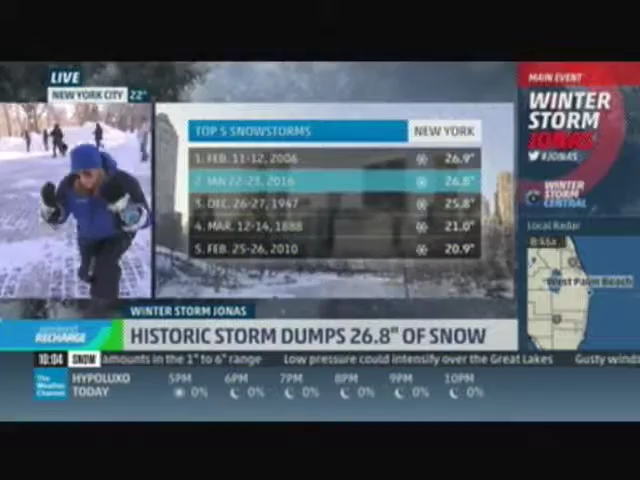 LIVE
NEW YORK CITY 22°
TOP 5 SNOWSTORMS NEW YORK
1. FEB. 11-12, 2006 26.9"
2. JAN 22-23, 2016 26.8"
3. DEC. 26-27, 1947 25.8"
4. MAR. 12-14, 1888 21.0"
5. FEB. 25-26, 2010 20.9"
MAIN EVENT
WINTER
STORM
JONAS
#JONAS
WINTER
STORM
CENTRAL
Local Radar
West Palm Beach
WINTER STORM JONAS
RECHARGE
HISTORIC STORM DUMPS 26.8" OF SNOW
10:04 SNOW amounts in the 1" to 6" range Low pressure could intensify over the Great Lakes Gusty winds
The
Weather
Channel
HYPOLUXO
TODAY
5PM 6PM 7PM 8PM 9PM 10PM
0% 0% 0% 0% 0% 0%